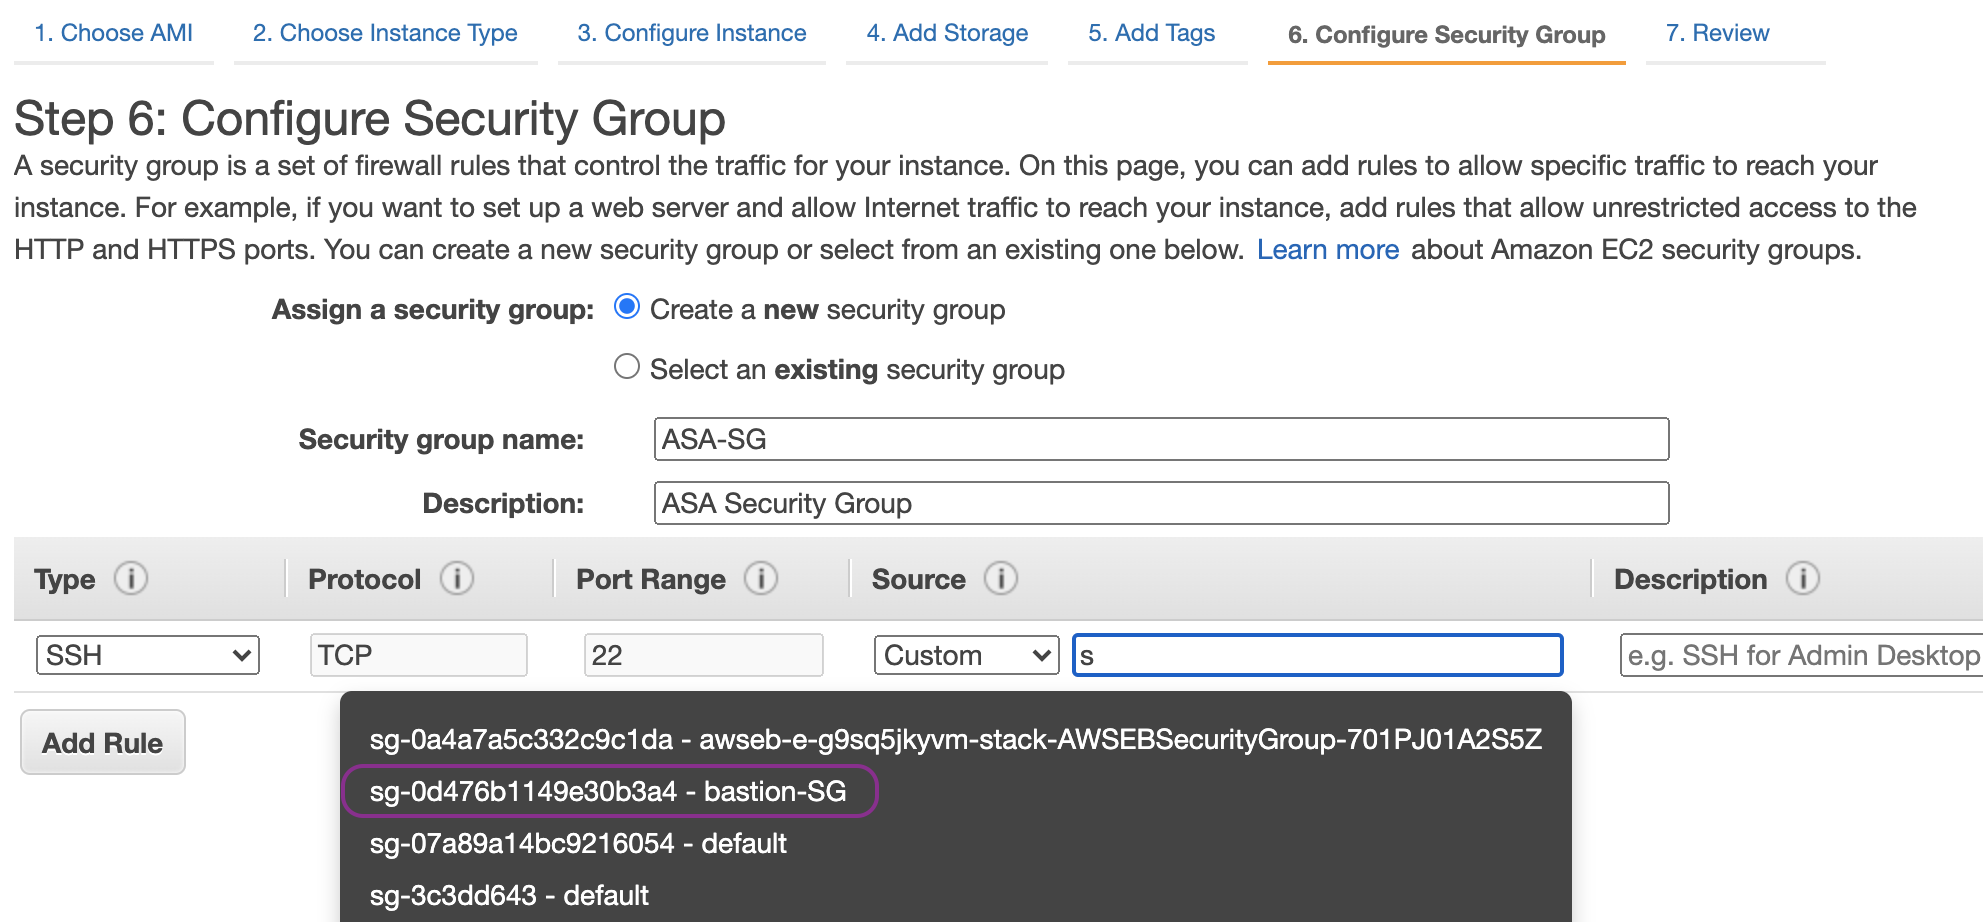 1. Choose AMI 2. Choose Instance Type 3. Configure Instance 4. Add Storage 5. Add Tags 6. Configure Security Group 7. Review
Step 6: Configure Security Group
A security group is a set of firewall rules that control the traffic for your instance. On this page, you can add rules to allow specific traffic to reach your
instance. For example, if you want to set up a web server and allow Internet traffic to reach your instance, add rules that allow unrestricted access to the
HTTP and HTTPS ports. You can create a new security group or select from an existing one below. Learn more about Amazon EC2 security groups.
Assign a security group: Create a new security group
Select an existing security group
Security group name: ASA-SG
Description: ASA Security Group
Type i Protocol i Port Range i Source i Description i
SSH TCP 22 Custom s e.g. SSH for Admin Desktop
Add Rule
sg-0a4a7a5c332c9c1da - awseb-e-g9sq5jkyvm-stack-AWSEBSecurityGroup-701PJ01A2S5Z
sg-0d476b1149e30b3a4 - bastion-SG
sg-07a89a14bc9216054 - default
sg-3c3dd643 - default